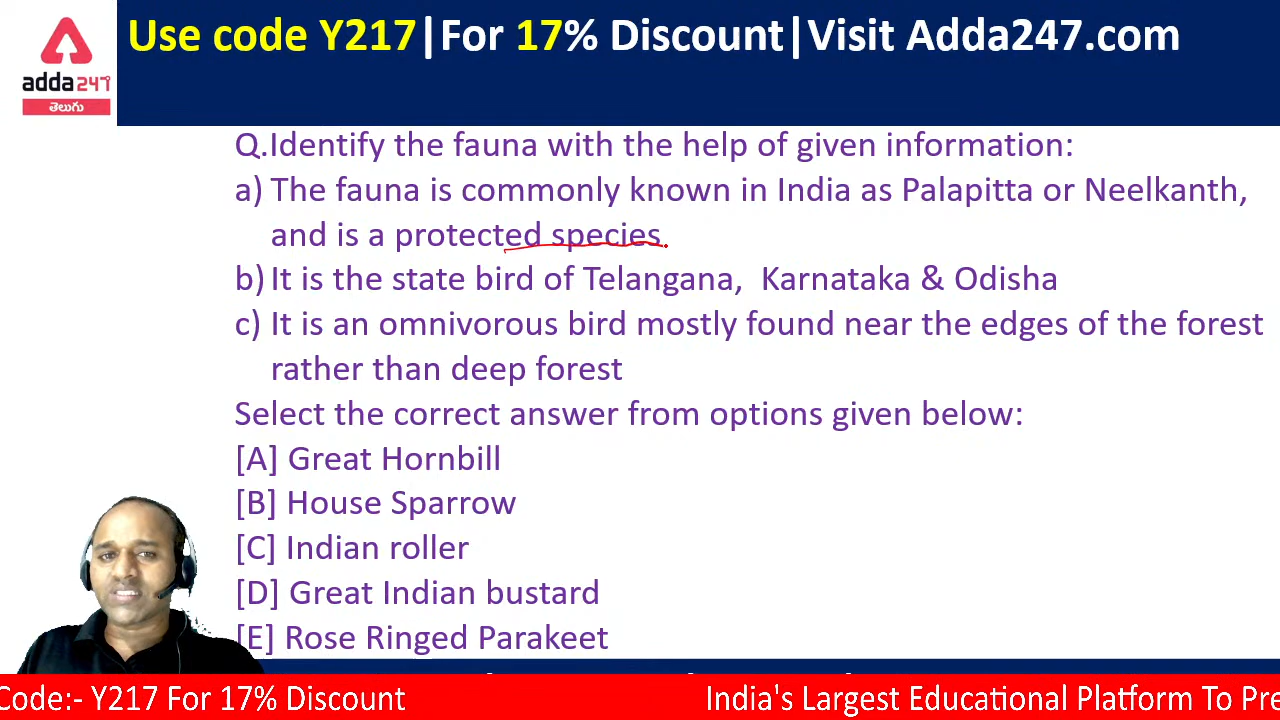 Use code Y217|For 17% Discount|Visit Adda247.com
adda247
తెలుగు
Q.Identify the fauna with the help of given information:
a) The fauna is commonly known in India as Palapitta or Neelkanth,
and is a protected species.
b) It is the state bird of Telangana, Karnataka & Odisha
c) It is an omnivorous bird mostly found near the edges of the forest
rather than deep forest
Select the correct answer from options given below:
[A] Great Hornbill
[B] House Sparrow
[C] Indian roller
[D] Great Indian bustard
[E] Rose Ringed Parakeet
Code:- Y217 For 17% Discount
India's Largest Educational Platform To Pre